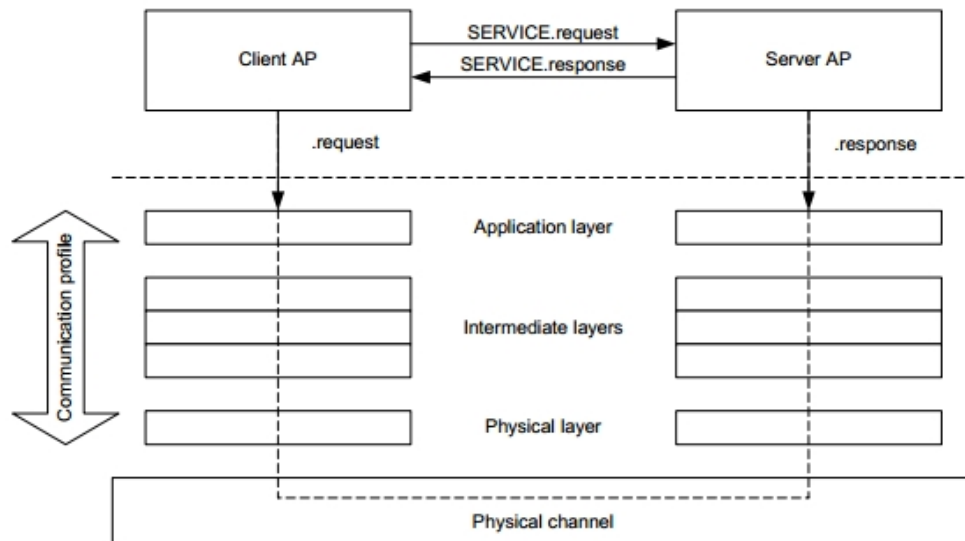 SERVICE.request
Client AP
Server AP
SERVICE.response
.request
.response
Application layer
Communication profile
Intermediate layers
Physical layer
Physical channel